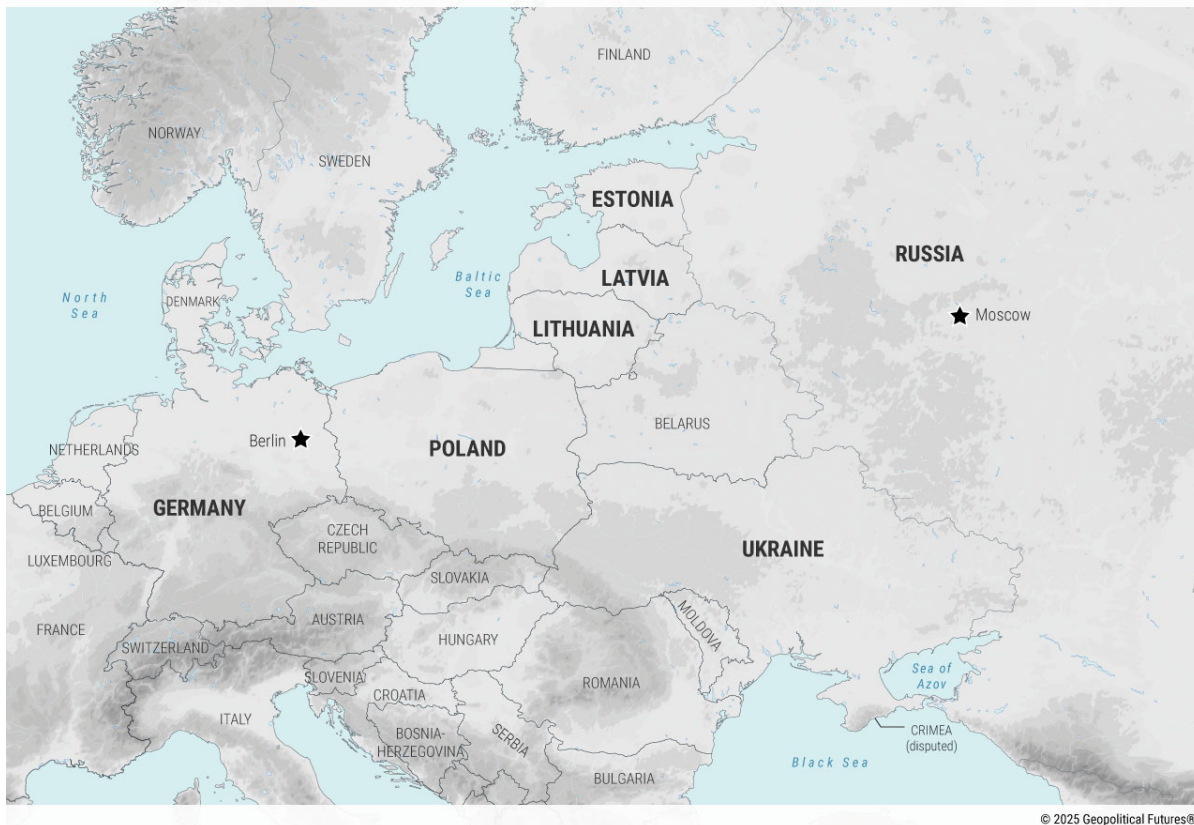 FINLAND
NORWAY
SWEDEN
ESTONIA
RUSSIA
LATVIA
Baltic
Sea
North
Sea
DENMARK
Moscow
LITHUANIA
BELARUS
Berlin
POLAND
NETHERLANDS
GERMANY
BELGIUM
CZECH
REPUBLIC
UKRAINE
LUXEMBOURG
SLOVAKIA
MOLDOVA
AUSTRIA
FRANCE
HUNGARY
SWITZERLAND
Sea of
Azov
SLOVENIA
ROMANIA
CROATIA
ITALY
BOSNIA-
HERZEGOVINA
SERBIA
CRIMEA
(disputed)
Black Sea
BULGARIA
© 2025 Geopolitical Futures®